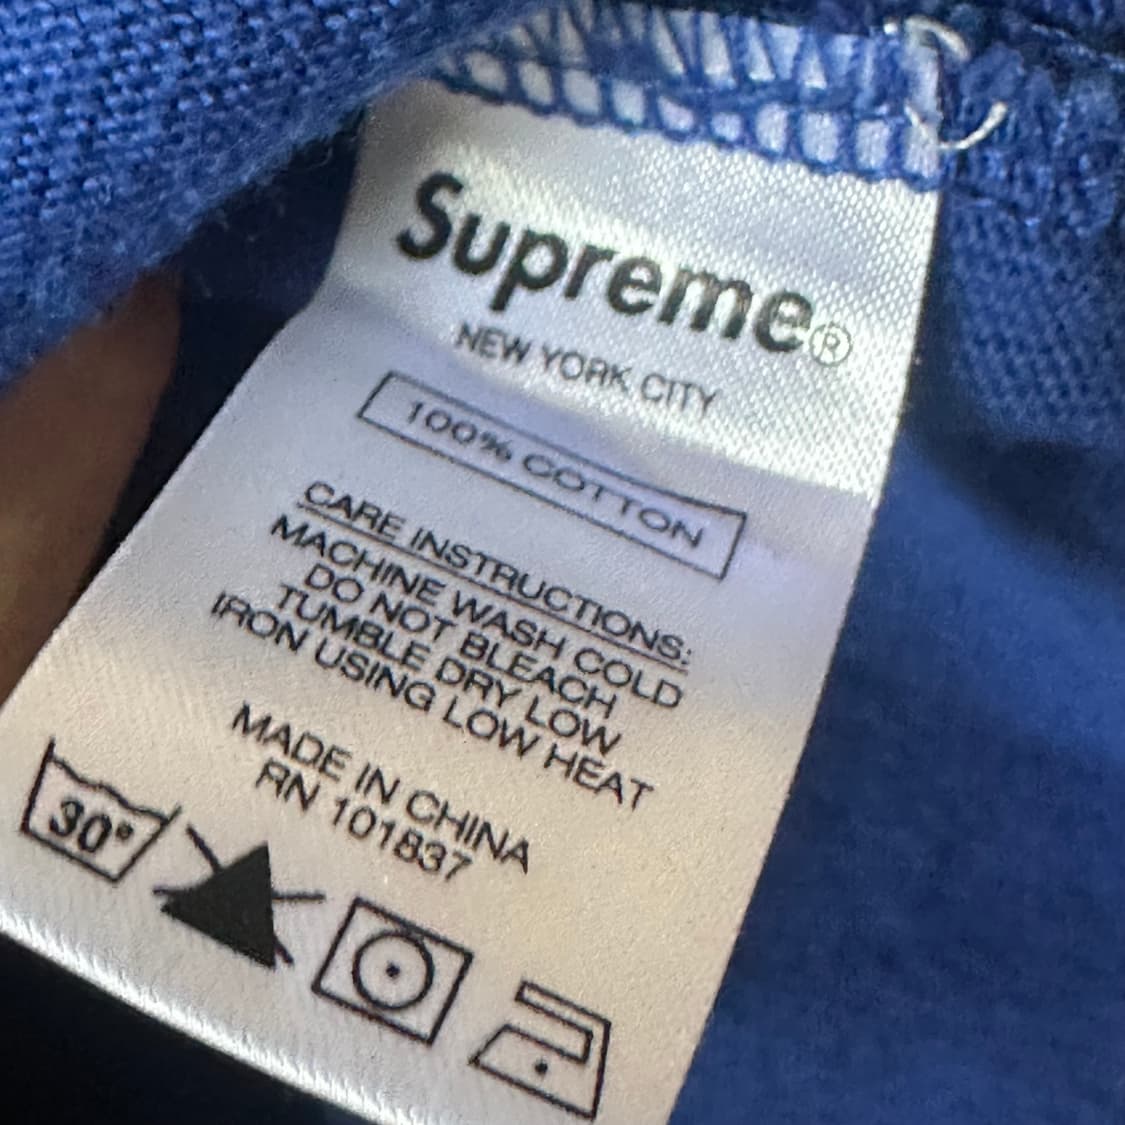 Supreme®
NEW YORK CITY
100% COTTON
CARE INSTRUCTIONS:
MACHINE WASH COLD
DO NOT BLEACH
TUMBLE DRY LOW
IRON USING LOW HEAT
MADE IN CHINA
RN 101837
30°